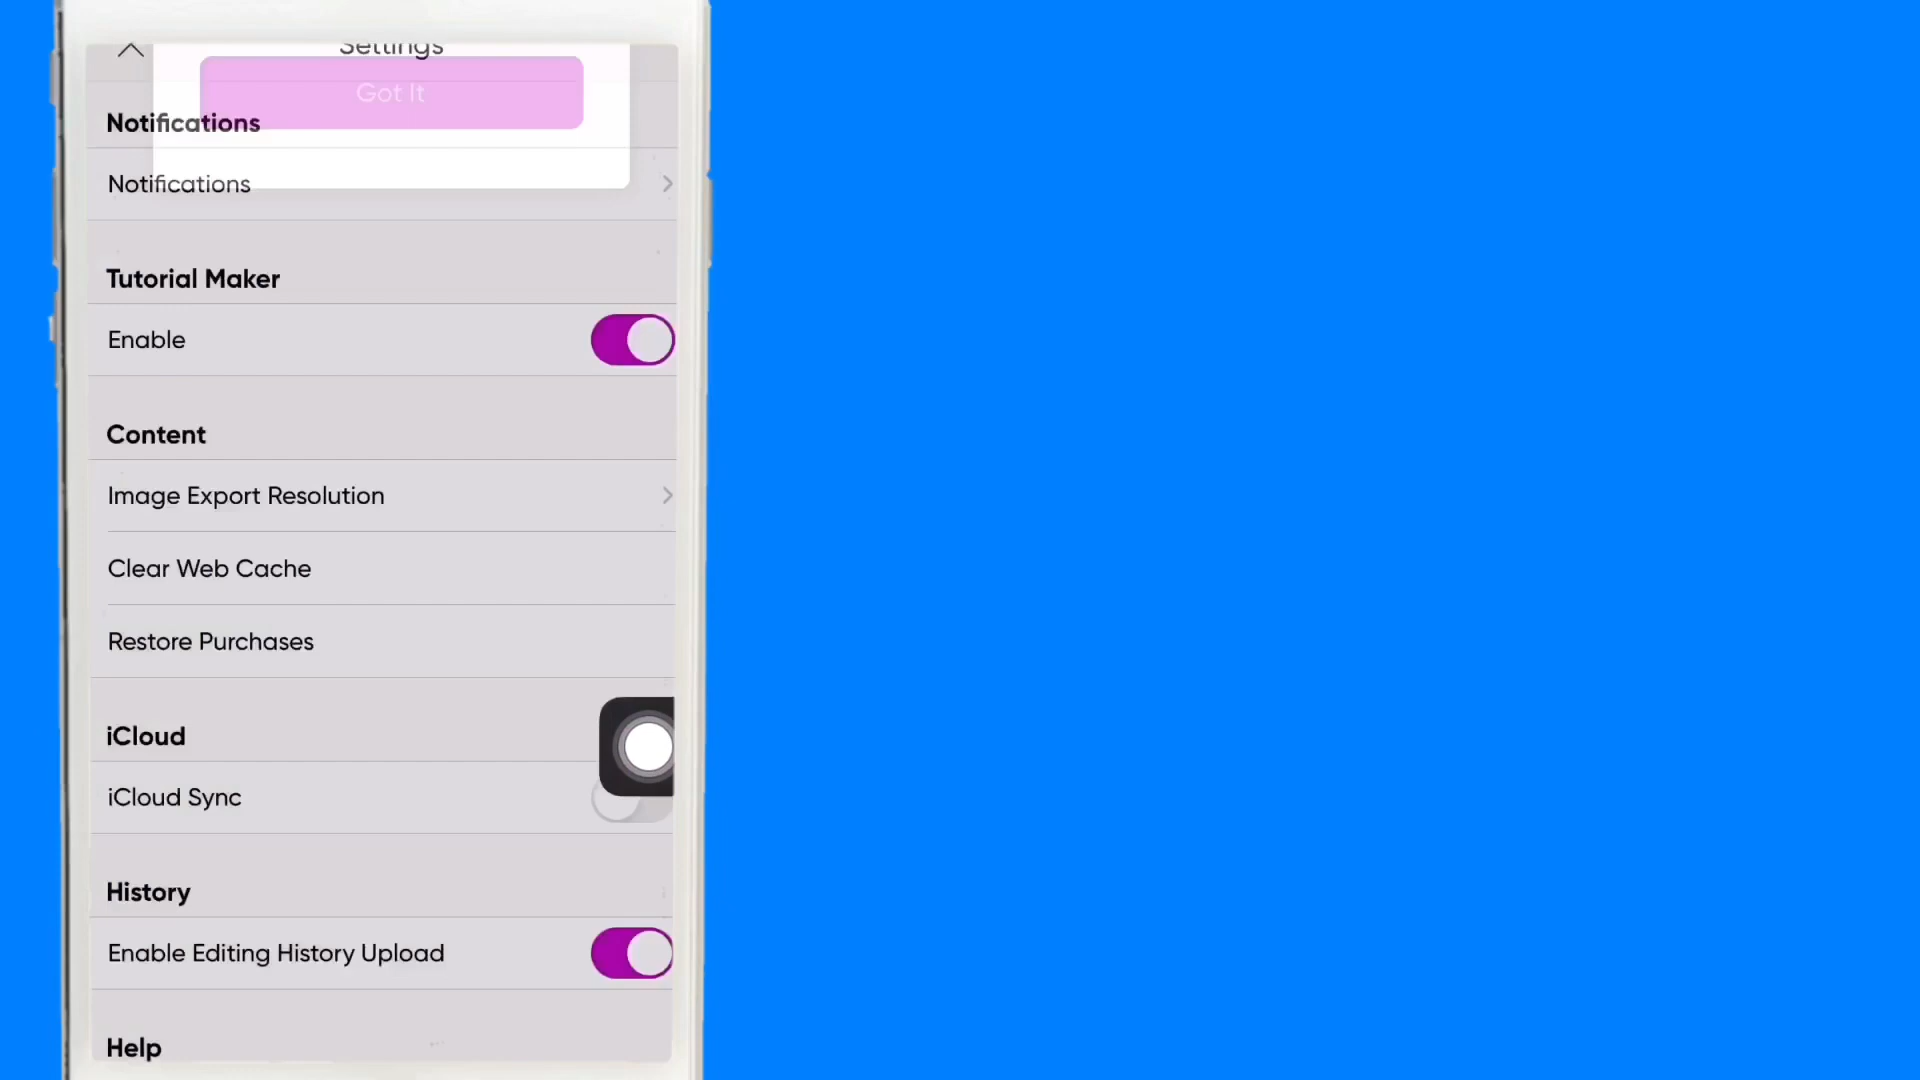 Settings
Got It
Notifications
Notifications
Tutorial Maker
Enable
Content
Image Export Resolution
Clear Web Cache
Restore Purchases
iCloud
iCloud Sync
History
Enable Editing History Upload
Help